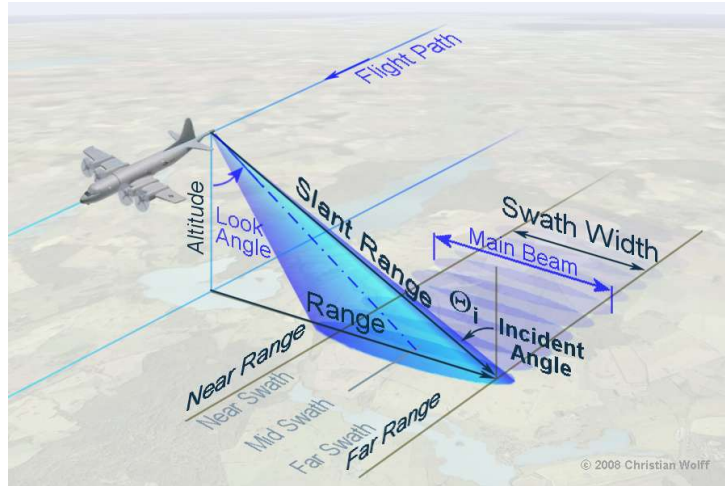 Flight Path
Altitude
Look
Angle
Slant Range
Swath Width
Main Beam
Range
Θi
Incident
Angle
Near Range
Near Swath
Mid Swath
Far Swath
Far Range
© 2008 Christian Wolff